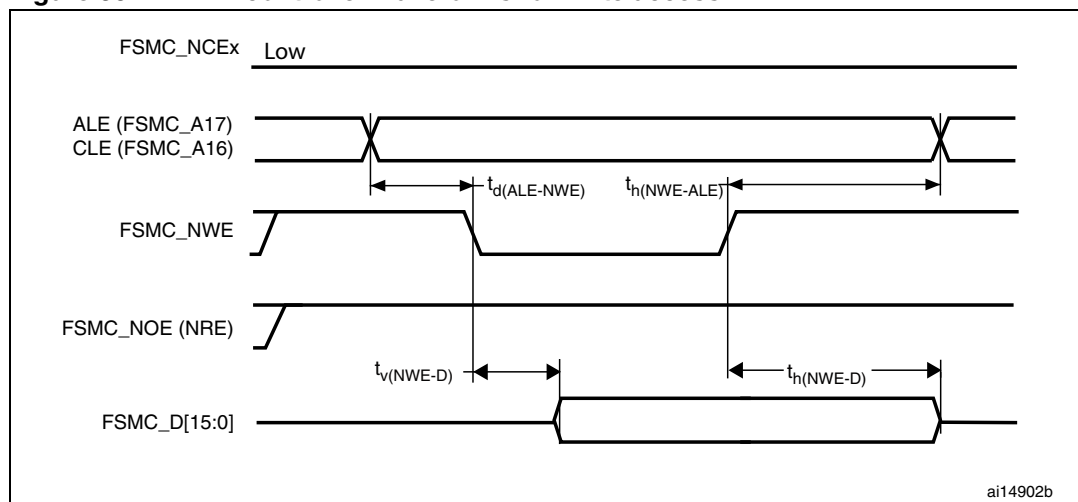 FSMC_NCEx
Low
ALE (FSMC_A17)
CLE (FSMC_A16)
td(ALE-NWE)
th(NWE-ALE)
FSMC_NWE
FSMC_NOE (NRE)
tv(NWE-D)
th(NWE-D)
FSMC_D[15:0]
ai14902b